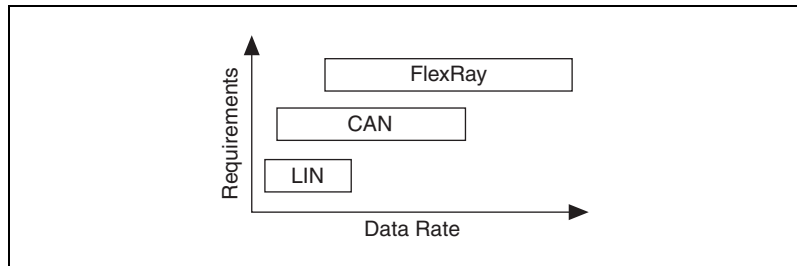 Requirements
FlexRay
CAN
LIN
Data Rate